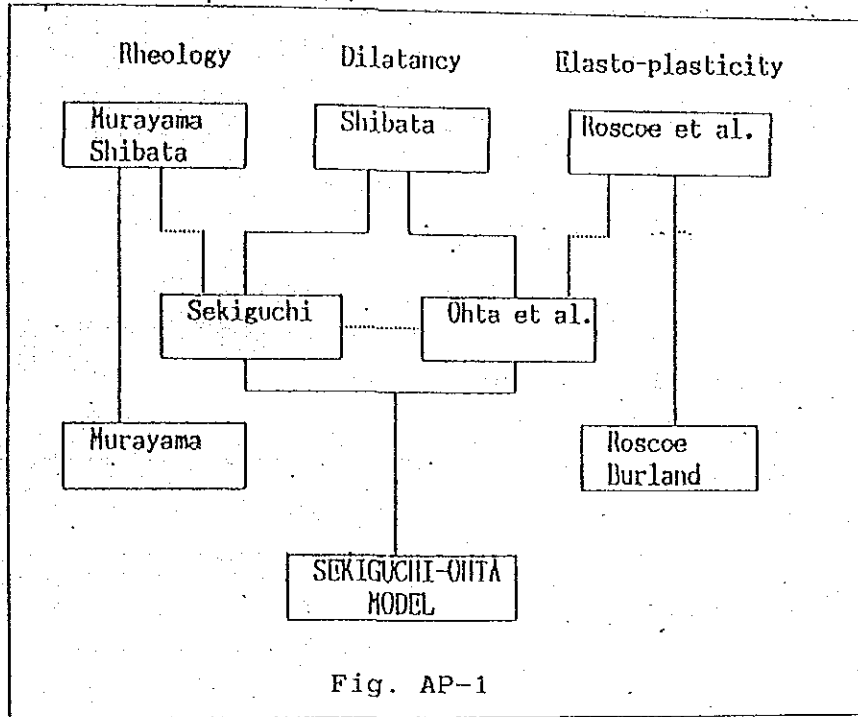 Rheology Dilatancy Elasto-plasticity
Murayama
Shibata
Shibata
Roscoe et al.
Sekiguchi
Ohta et al.
Murayama
Roscoe
Burland
SEKIGUCHI-OHTA
MODEL
Fig. AP-1